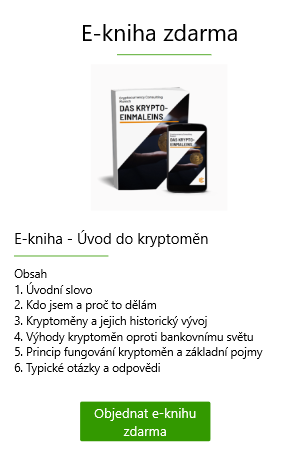 E-kniha zdarma
DAS KRYPTO-
EINMALEINS
DAS KRYPTO-
EINMALEINS
E-kniha - Úvod do kryptoměn
Obsah
1. Úvodní slovo
2. Kdo jsem a proč to dělám
3. Kryptoměny a jejich historický vývoj
4. Výhody kryptoměn oproti bankovnímu světu
5. Princip fungování kryptoměn a základní pojmy
6. Typické otázky a odpovědi
Objednat e-knihu
zdarma